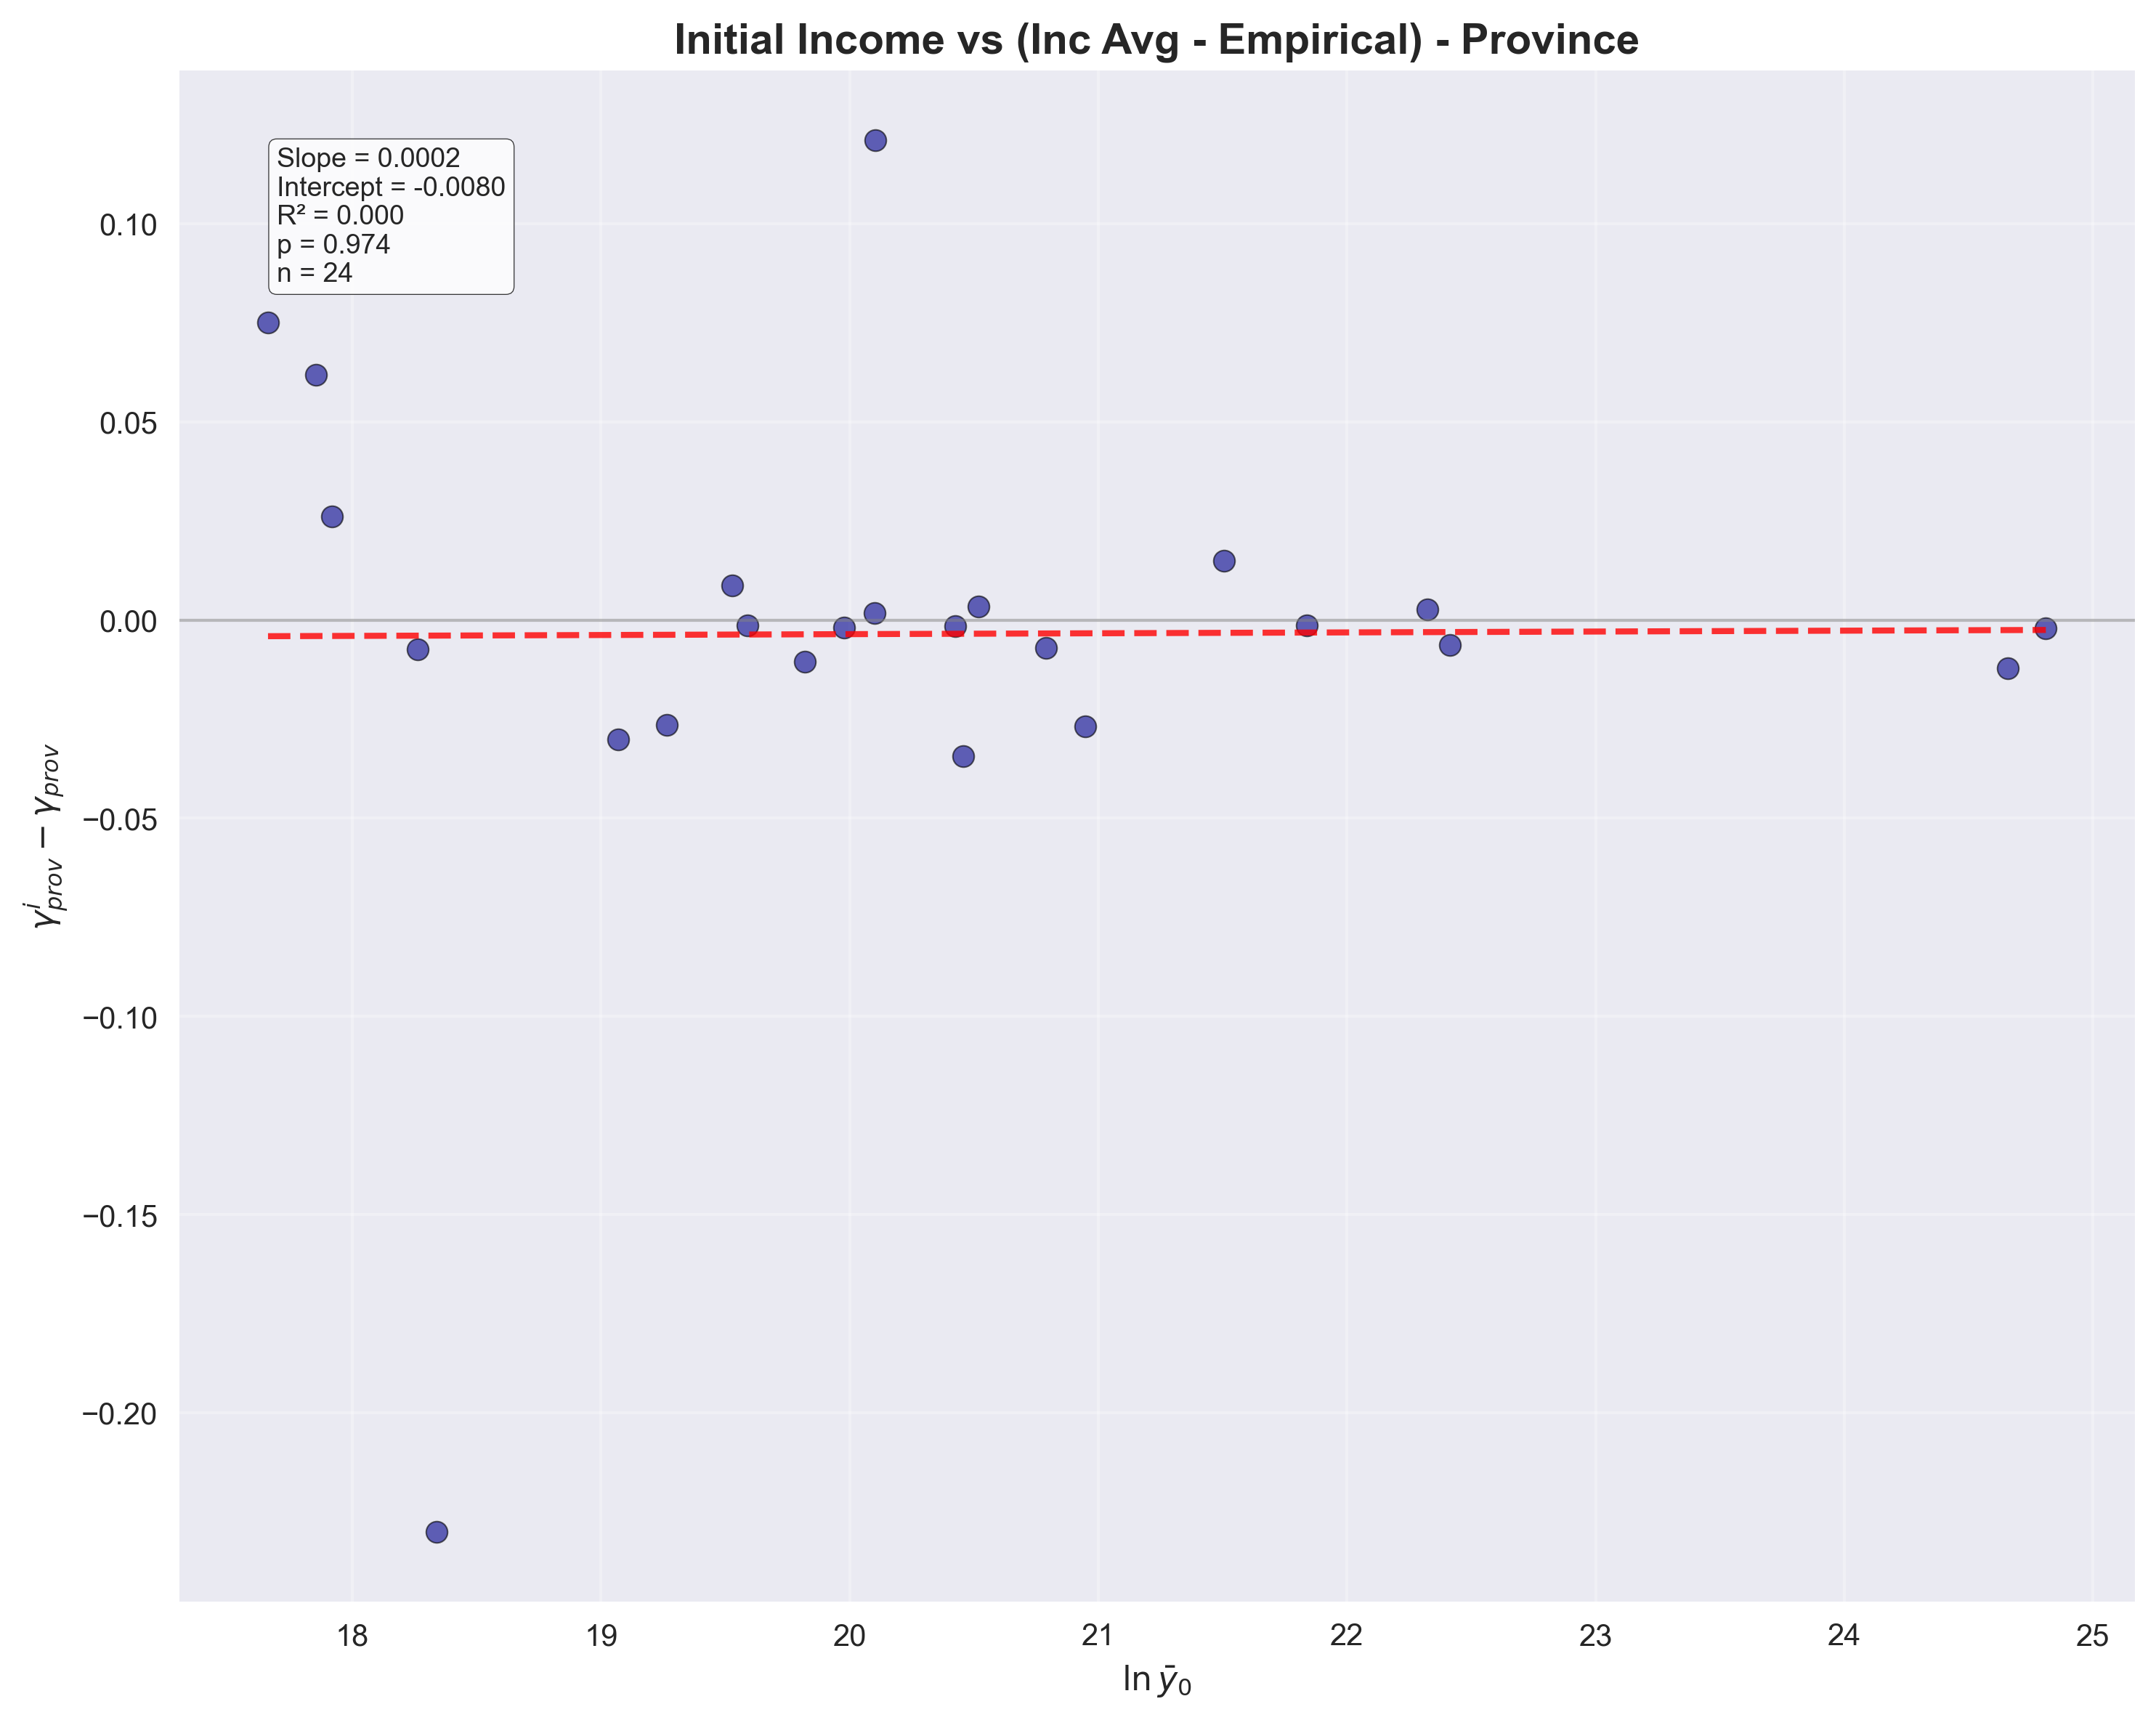 Initial Income vs (Inc Avg - Empirical) - Province
Slope = 0.0002
Intercept = -0.0080
R² = 0.000
p = 0.974
n = 24
0.10
0.05
0.00
−0.05
−0.10
−0.15
−0.20
γ^i_prov − γ_prov
18 19 20 21 22 23 24 25
ln ȳ₀